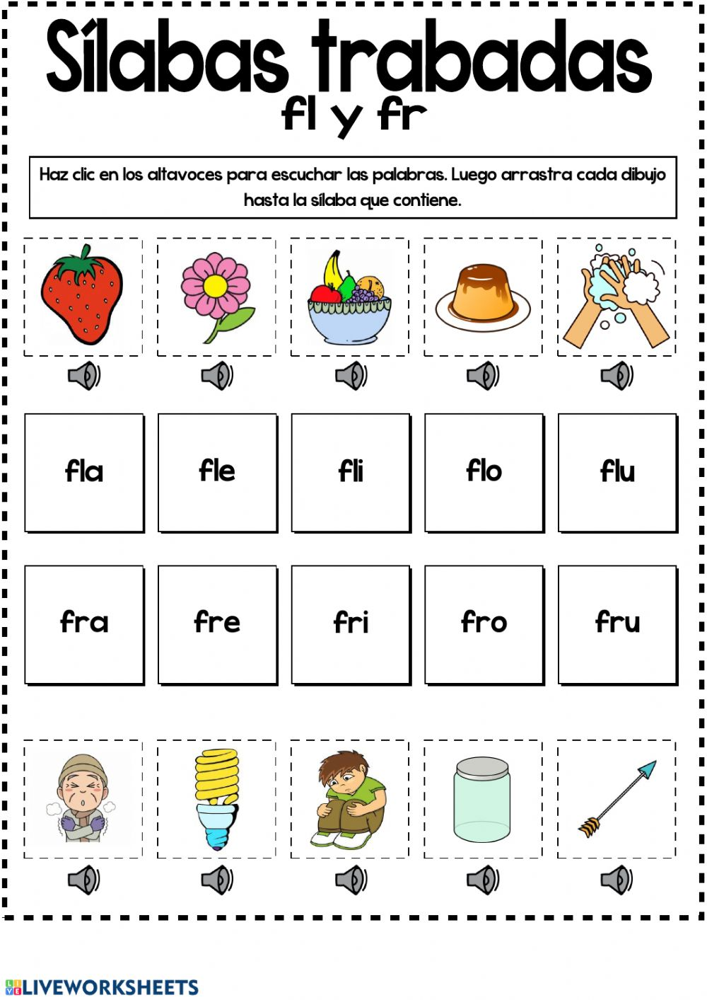 Sílabas trabadas
fl y fr
Haz clic en los altavoces para escuchar las palabras. Luego arrastra cada dibujo
hasta la sílaba que contiene.
fla fle fli flo flu
fra fre fri fro fru
LIVE LIVEWORKSHEETS